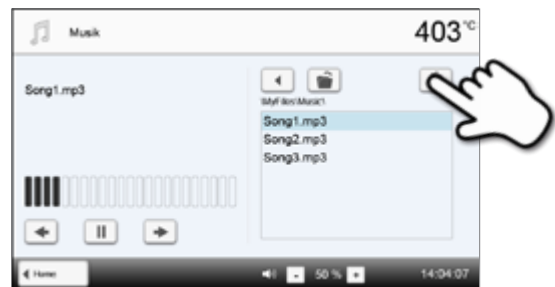 Musik
403 °C
Song1.mp3
\MyFiles\Music\
Song1.mp3
Song2.mp3
Song3.mp3
Home
- 50 % +
14:04:07